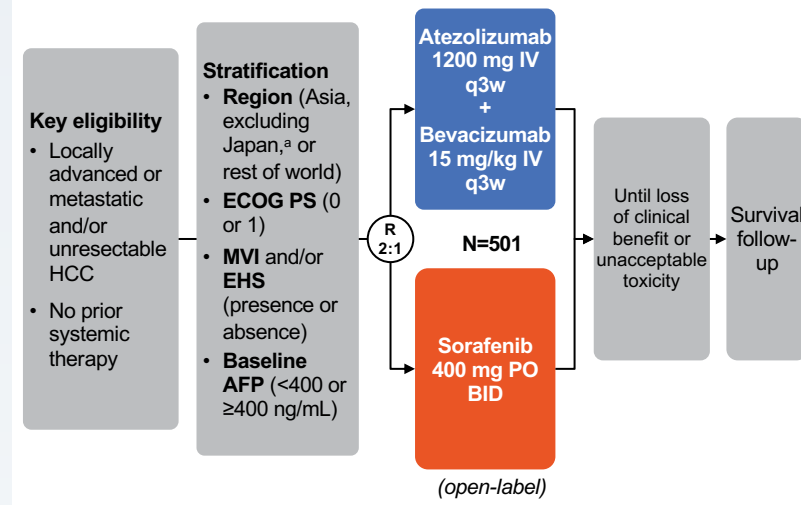 Key eligibility
• Locally
advanced or
metastatic
and/or
unresectable
HCC
• No prior
systemic
therapy
Stratification
• Region (Asia,
excluding
Japan,ᵃ or
rest of world)
• ECOG PS (0
or 1)
• MVI and/or
EHS
(presence or
absence)
• Baseline
AFP (<400 or
≥400 ng/mL)
R
2:1
Atezolizumab
1200 mg IV
q3w
+
Bevacizumab
15 mg/kg IV
q3w
N=501
Sorafenib
400 mg PO
BID
(open-label)
Until loss
of clinical
benefit or
unacceptable
toxicity
Survival
follow-
up